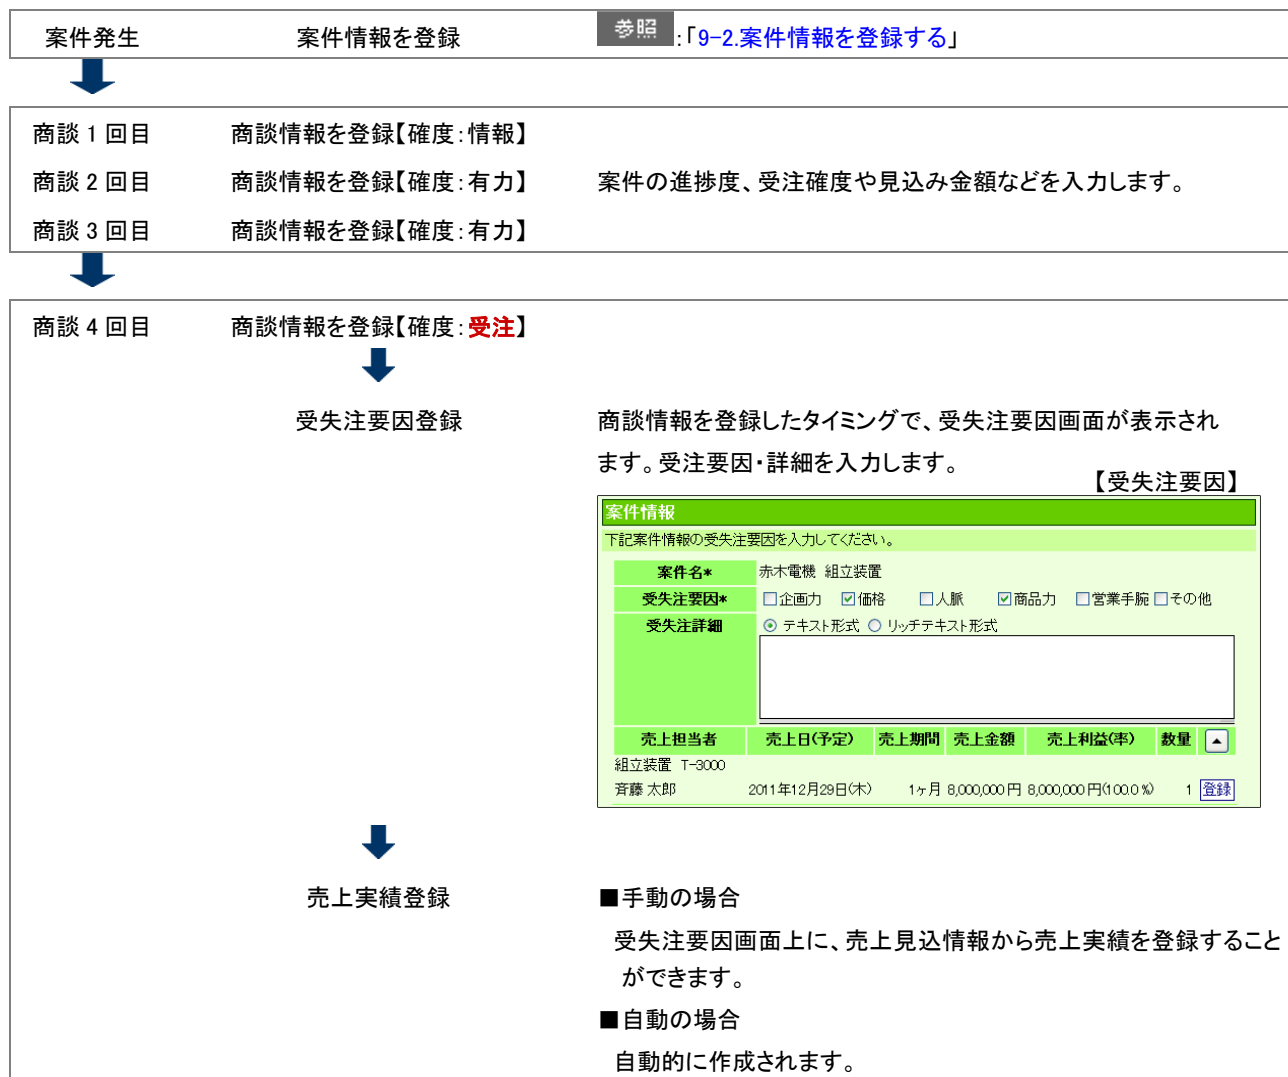 案件発生 案件情報を登録 参照:「9-2.案件情報を登録する」
商談 1 回目 商談情報を登録【確度:情報】
商談 2 回目 商談情報を登録【確度:有力】 案件の進捗度、受注確度や見込み金額などを入力します。
商談 3 回目 商談情報を登録【確度:有力】
商談 4 回目 商談情報を登録【確度:受注】
受失注要因登録 商談情報を登録したタイミングで、受失注要因画面が表示され
ます。受注要因・詳細を入力します。
【受失注要因】
案件情報
下記案件情報の受失注要因を入力してください。
案件名* 赤木電機 組立装置
受失注要因* 企画力 価格 人脈 商品力 営業手腕 その他
受失注詳細 テキスト形式 リッチテキスト形式
売上担当者 売上日(予定) 売上期間 売上金額 売上利益(率) 数量
組立装置 T-3000
斉藤 太郎 2011年12月29日(木) 1ヶ月 8,000,000円 8,000,000円(100.0%) 1 登録
売上実績登録 ■手動の場合
受失注要因画面上に、売上見込情報から売上実績を登録すること
ができます。
■自動の場合
自動的に作成されます。